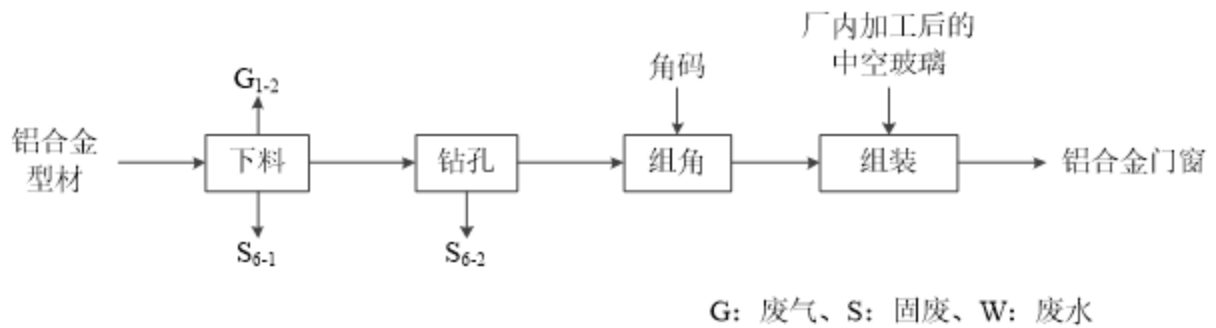 厂内加工后的
中空玻璃
角码
G1-2
铝合金
型材
下料
钻孔
组角
组装
铝合金门窗
S6-1
S6-2
G：废气、S：固废、W：废水